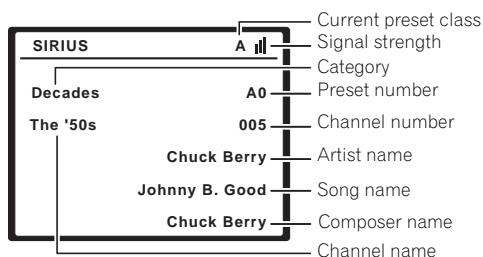 Current preset class
SIRIUS A Signal strength
Category
Decades A0 Preset number
The '50s 005 Channel number
Chuck Berry Artist name
Johnny B. Good Song name
Chuck Berry Composer name
Channel name